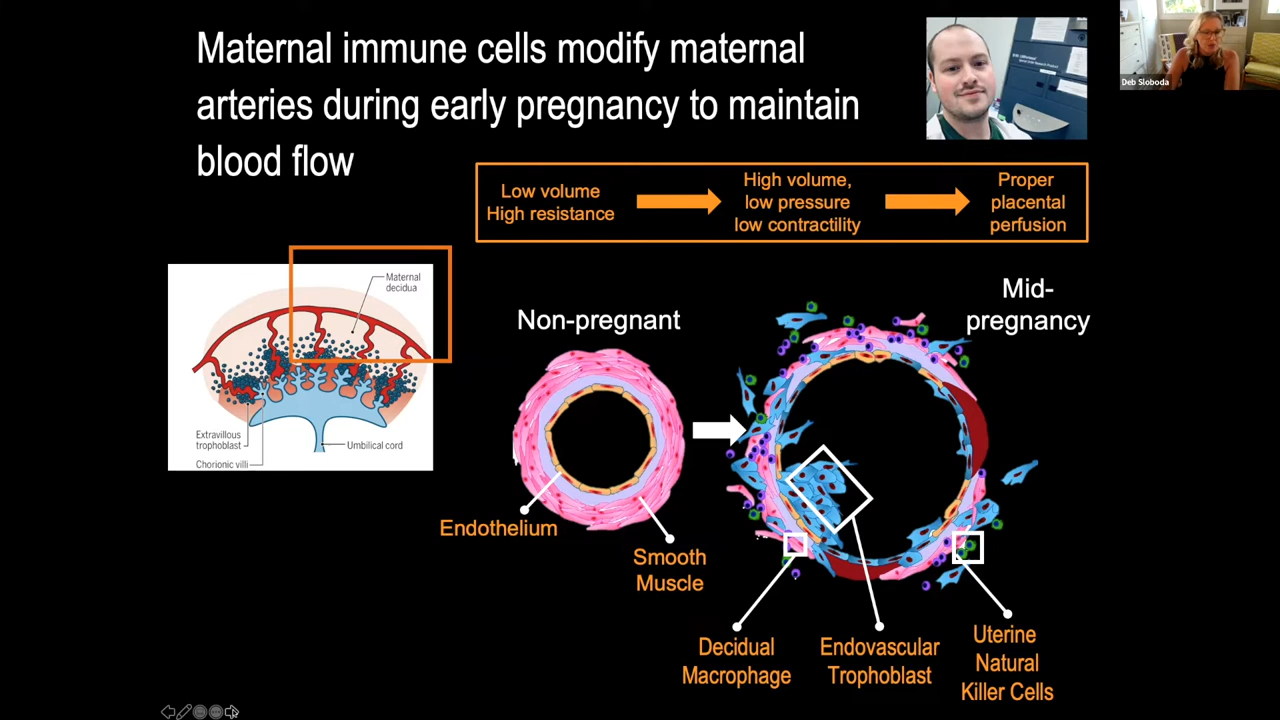 Maternal immune cells modify maternal
arteries during early pregnancy to maintain
blood flow
Deb Sloboda
Low volume
High resistance
High volume,
low pressure
low contractility
Proper
placental
perfusion
Maternal
decidua
Extravillous
trophoblast
Chorionic villi
Umbilical cord
Non-pregnant
Mid-
pregnancy
Endothelium
Smooth
Muscle
Decidual
Macrophage
Endovascular
Trophoblast
Uterine
Natural
Killer Cells